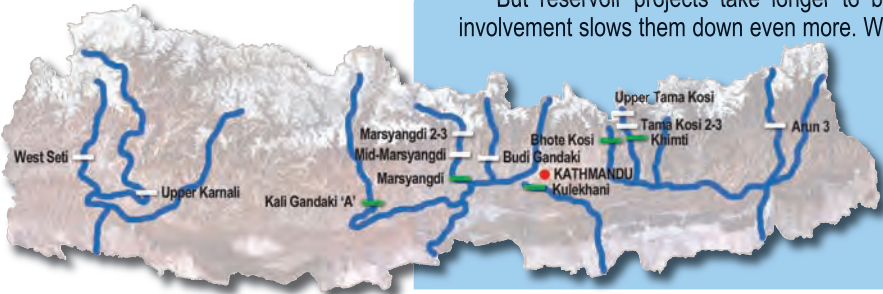 But reservoir projects take longer to b
involvement slows them down even more. W
Upper Tama Kosi
Marsyangdi 2-3
Tama Kosi 2-3
Arun 3
Bhote Kosi
Khimti
West Seti
Mid-Marsyangdi
Budi Gandaki
Marsyangdi
KATHMANDU
Upper Karnali
Kulekhani
Kali Gandaki ‘A’